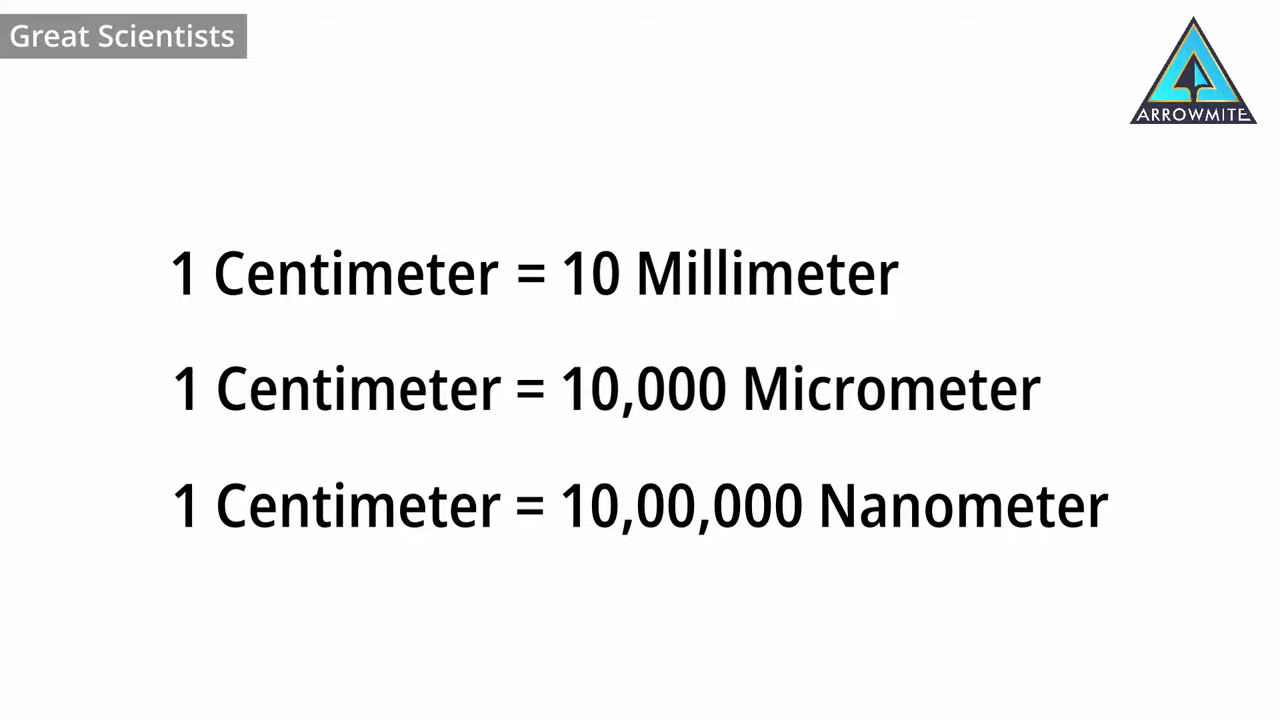 Great Scientists
ARROWMITE
1 Centimeter = 10 Millimeter
1 Centimeter = 10,000 Micrometer
1 Centimeter = 10,00,000 Nanometer